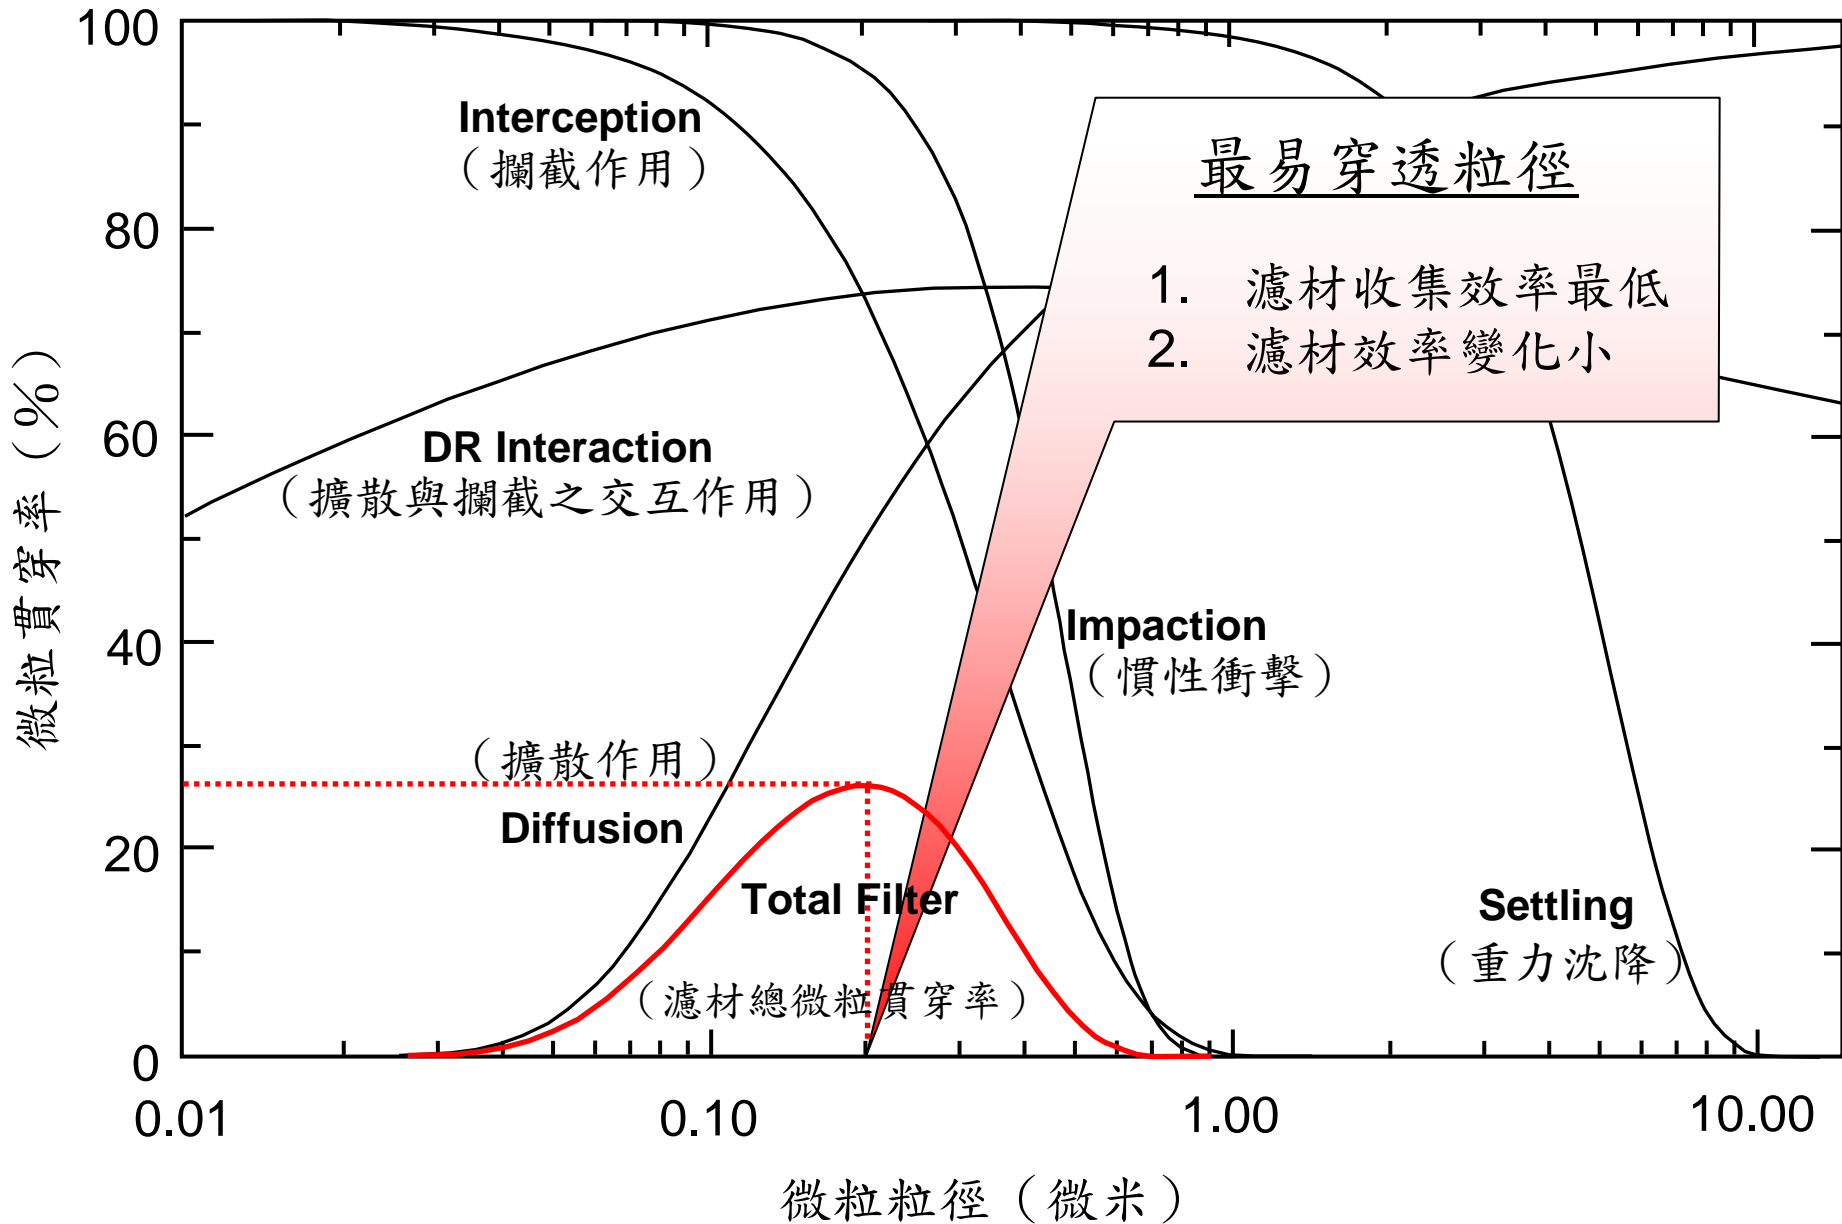 100
Interception
（攔截作用）
最易穿透粒徑
80
1. 濾材收集效率最低
2. 濾材效率變化小
微粒貫穿率（%）
60
DR Interaction
（擴散與攔截之交互作用）
40
Impaction
（慣性衝擊）
（擴散作用）
Diffusion
20
Total Filter
Settling
（重力沈降）
（濾材總微粒貫穿率）
0
0.01
0.10
1.00
10.00
微粒粒徑（微米）